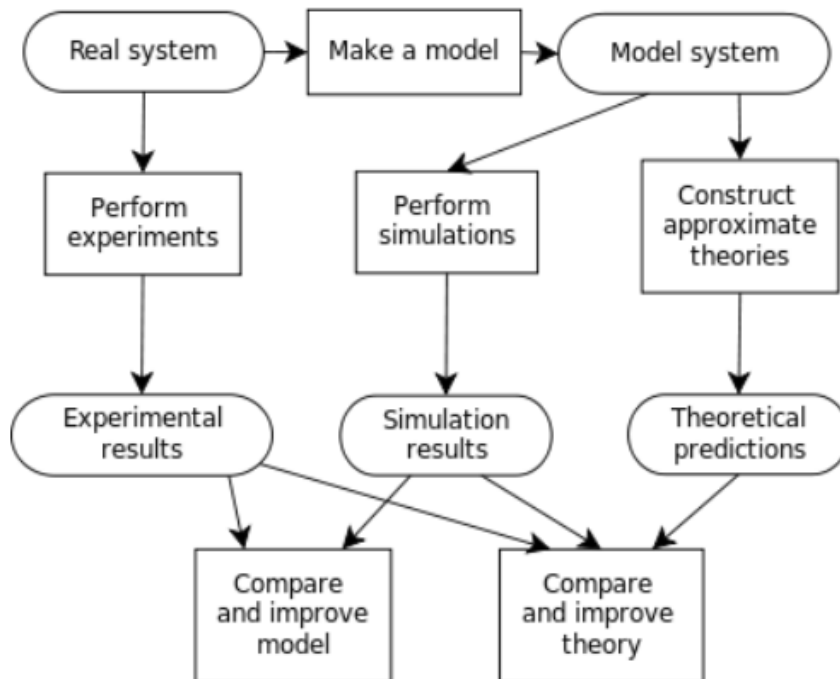 Real system
Make a model
Model system
Perform
experiments
Perform
simulations
Construct
approximate
theories
Experimental
results
Simulation
results
Theoretical
predictions
Compare
and improve
model
Compare
and improve
theory